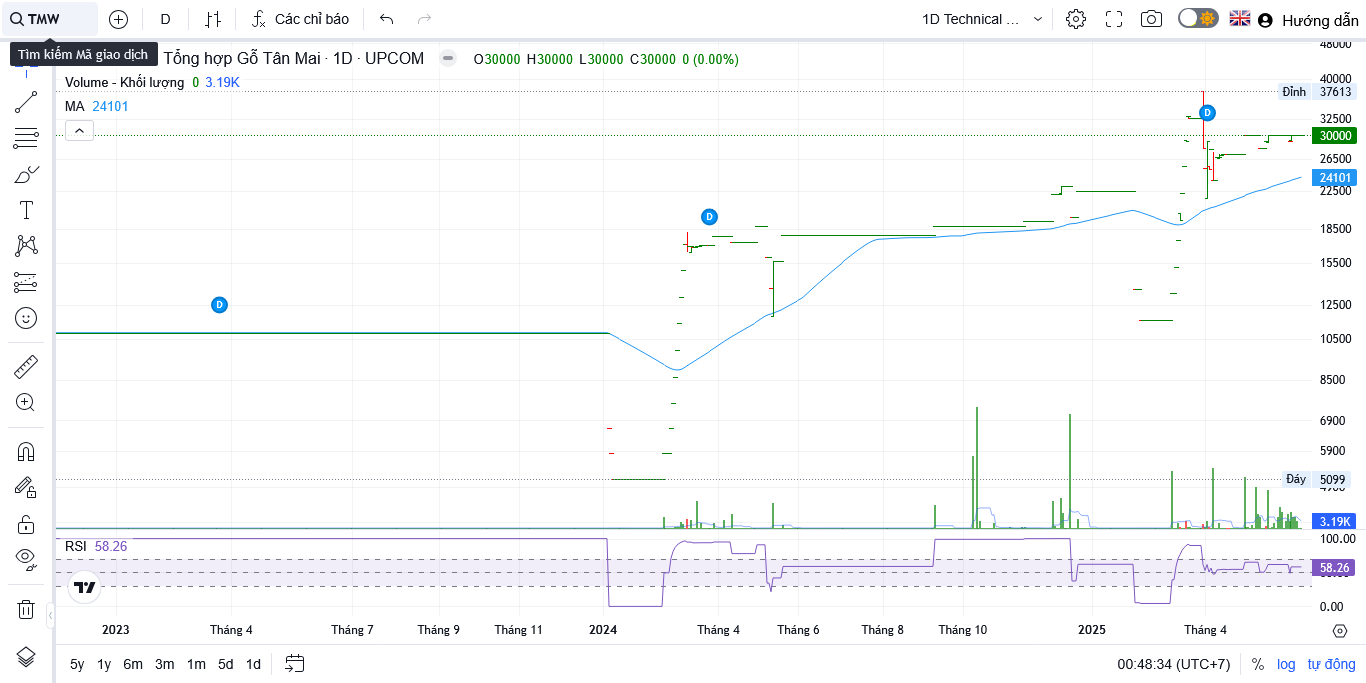 TMW D Các chỉ báo 1D Technical ... Hướng dẫn
Tìm kiếm Mã giao dịch
Tổng hợp Gỗ Tân Mai · 1D · UPCOM O30000 H30000 L30000 C30000 0 (0.00%)
Volume - Khối lượng 0 3.19K
MA 24101
48000
40000
Đỉnh 37613
32500
30000
26500
24101
22500
18500
15500
12500
10500
8500
6900
5900
Đáy 5099
3.19K
D
D
D
RSI 58.26
100.00
58.26
0.00
2023 Tháng 4 Tháng 7 Tháng 9 Tháng 11 2024 Tháng 4 Tháng 6 Tháng 8 Tháng 10 2025 Tháng 4
5y 1y 6m 3m 1m 5d 1d 00:48:34 (UTC+7) % log tự động